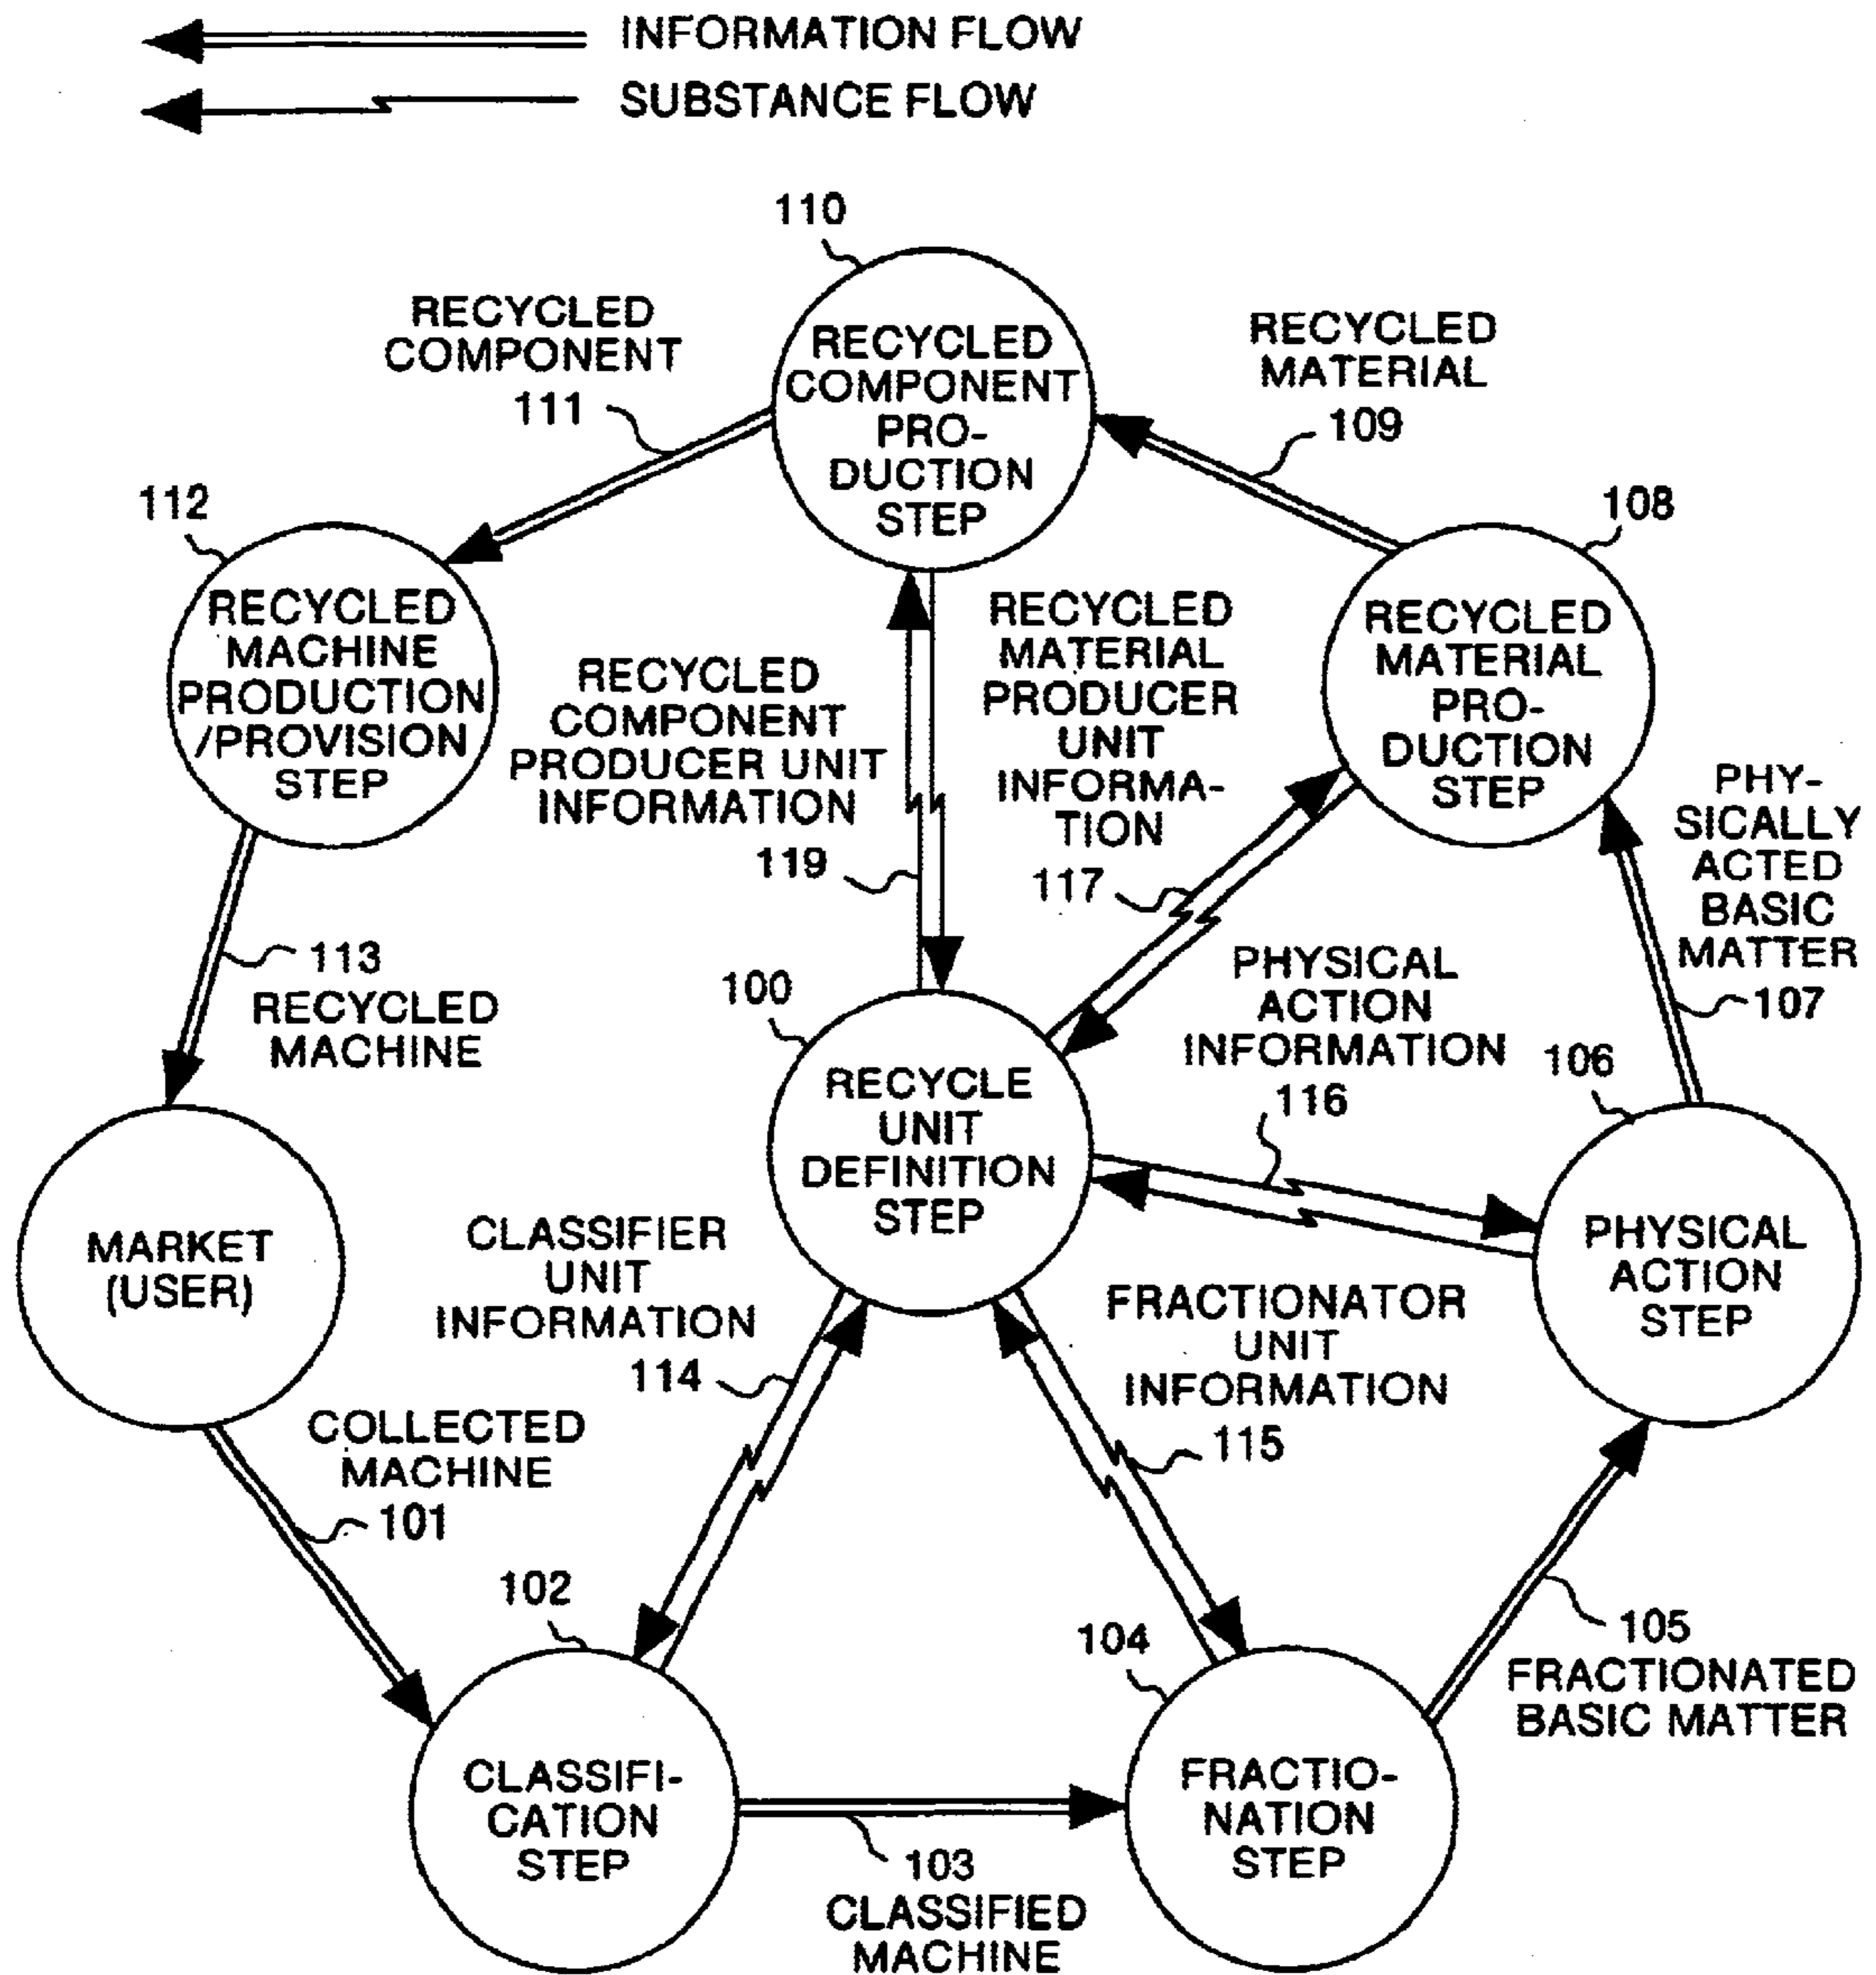 INFORMATION FLOW
SUBSTANCE FLOW
110
RECYCLED
COMPONENT
111
RECYCLED
COMPONENT
PRO-
DUCTION
STEP
RECYCLED
MATERIAL
109
112
108
RECYCLED
MACHINE
PRODUCTION
/PROVISION
STEP
RECYCLED
COMPONENT
PRODUCER UNIT
INFORMATION
119
RECYCLED
MATERIAL
PRODUCER
UNIT
INFORMA-
TION
117
RECYCLED
MATERIAL
PRO-
DUCTION
STEP
PHY-
SICALLY
ACTED
BASIC
MATTER
107
113
RECYCLED
MACHINE
100
PHYSICAL
ACTION
INFORMATION
116
106
RECYCLE
UNIT
DEFINITION
STEP
MARKET
(USER)
CLASSIFIER
UNIT
INFORMATION
114
FRACTIONATOR
UNIT
INFORMATION
115
PHYSICAL
ACTION
STEP
COLLECTED
MACHINE
101
102
104
105
FRACTIONATED
BASIC MATTER
CLASSIFI-
CATION
STEP
103
CLASSIFIED
MACHINE
FRACTIO-
NATION
STEP